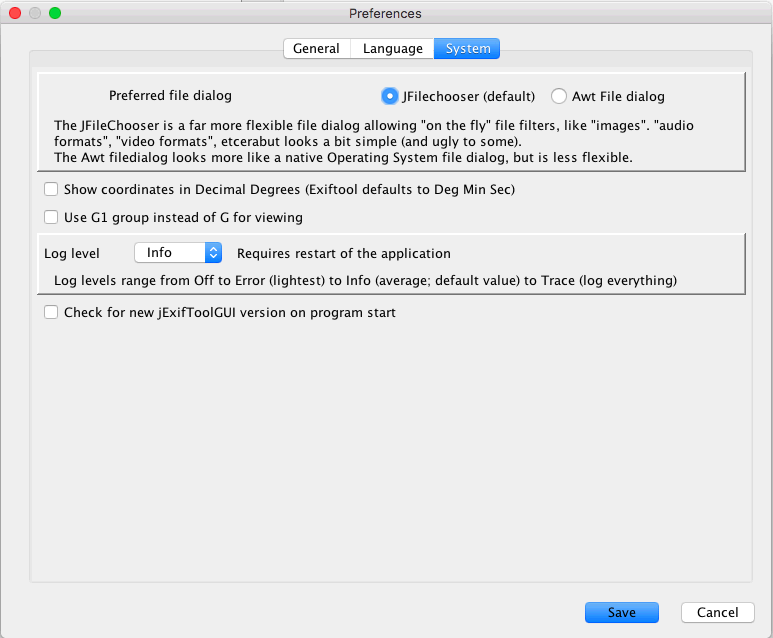 Preferences
General Language System
Preferred file dialog JFilechooser (default) Awt File dialog
The JFileChooser is a far more flexible file dialog allowing "on the fly" file filters, like "images". "audio
formats", "video formats", etcerabut looks a bit simple (and ugly to some).
The Awt filedialog looks more like a native Operating System file dialog, but is less flexible.
Show coordinates in Decimal Degrees (Exiftool defaults to Deg Min Sec)
Use G1 group instead of G for viewing
Log level Info Requires restart of the application
Log levels range from Off to Error (lightest) to Info (average; default value) to Trace (log everything)
Check for new jExifToolGUI version on program start
Save Cancel